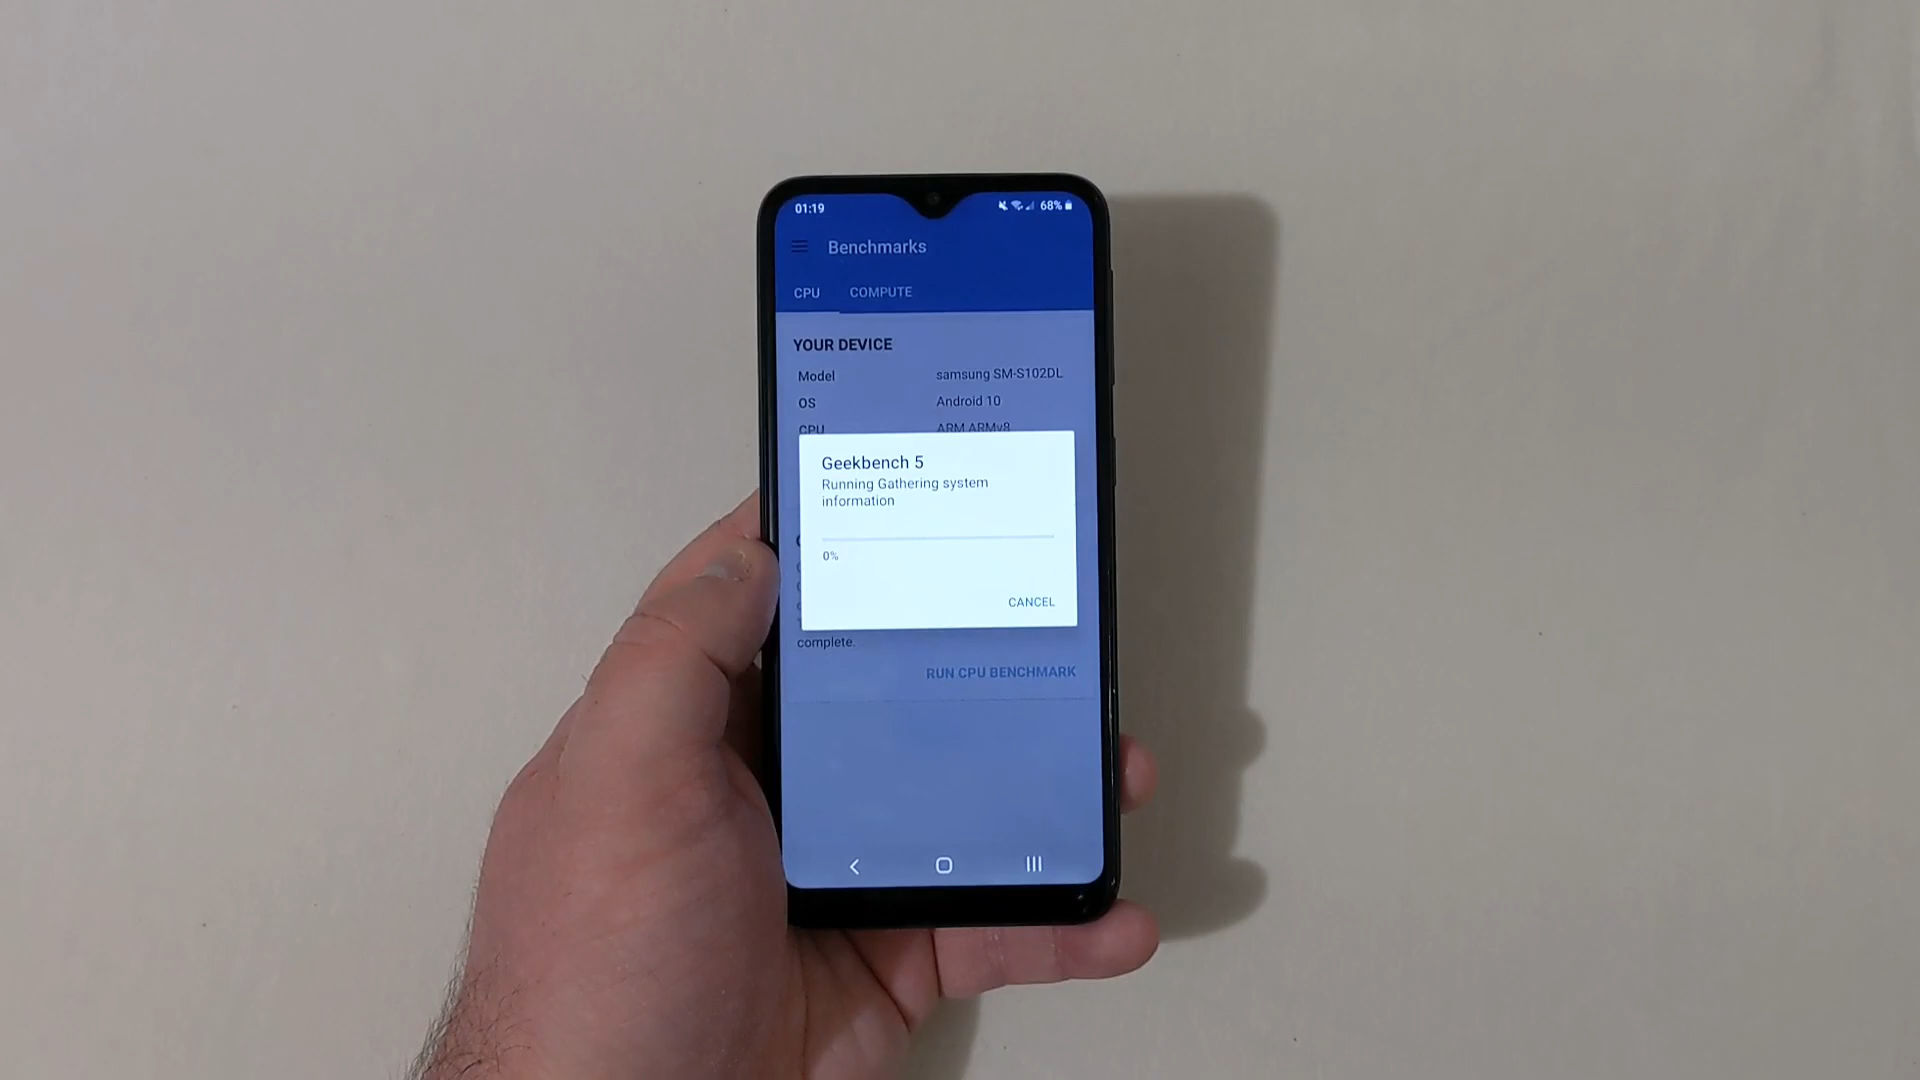 01:19 68%
Benchmarks
CPU COMPUTE
YOUR DEVICE
Model samsung SM-S102DL
OS Android 10
CPU ARM ARMv8
Geekbench 5
Running Gathering system
information
0%
CANCEL
complete.
RUN CPU BENCHMARK